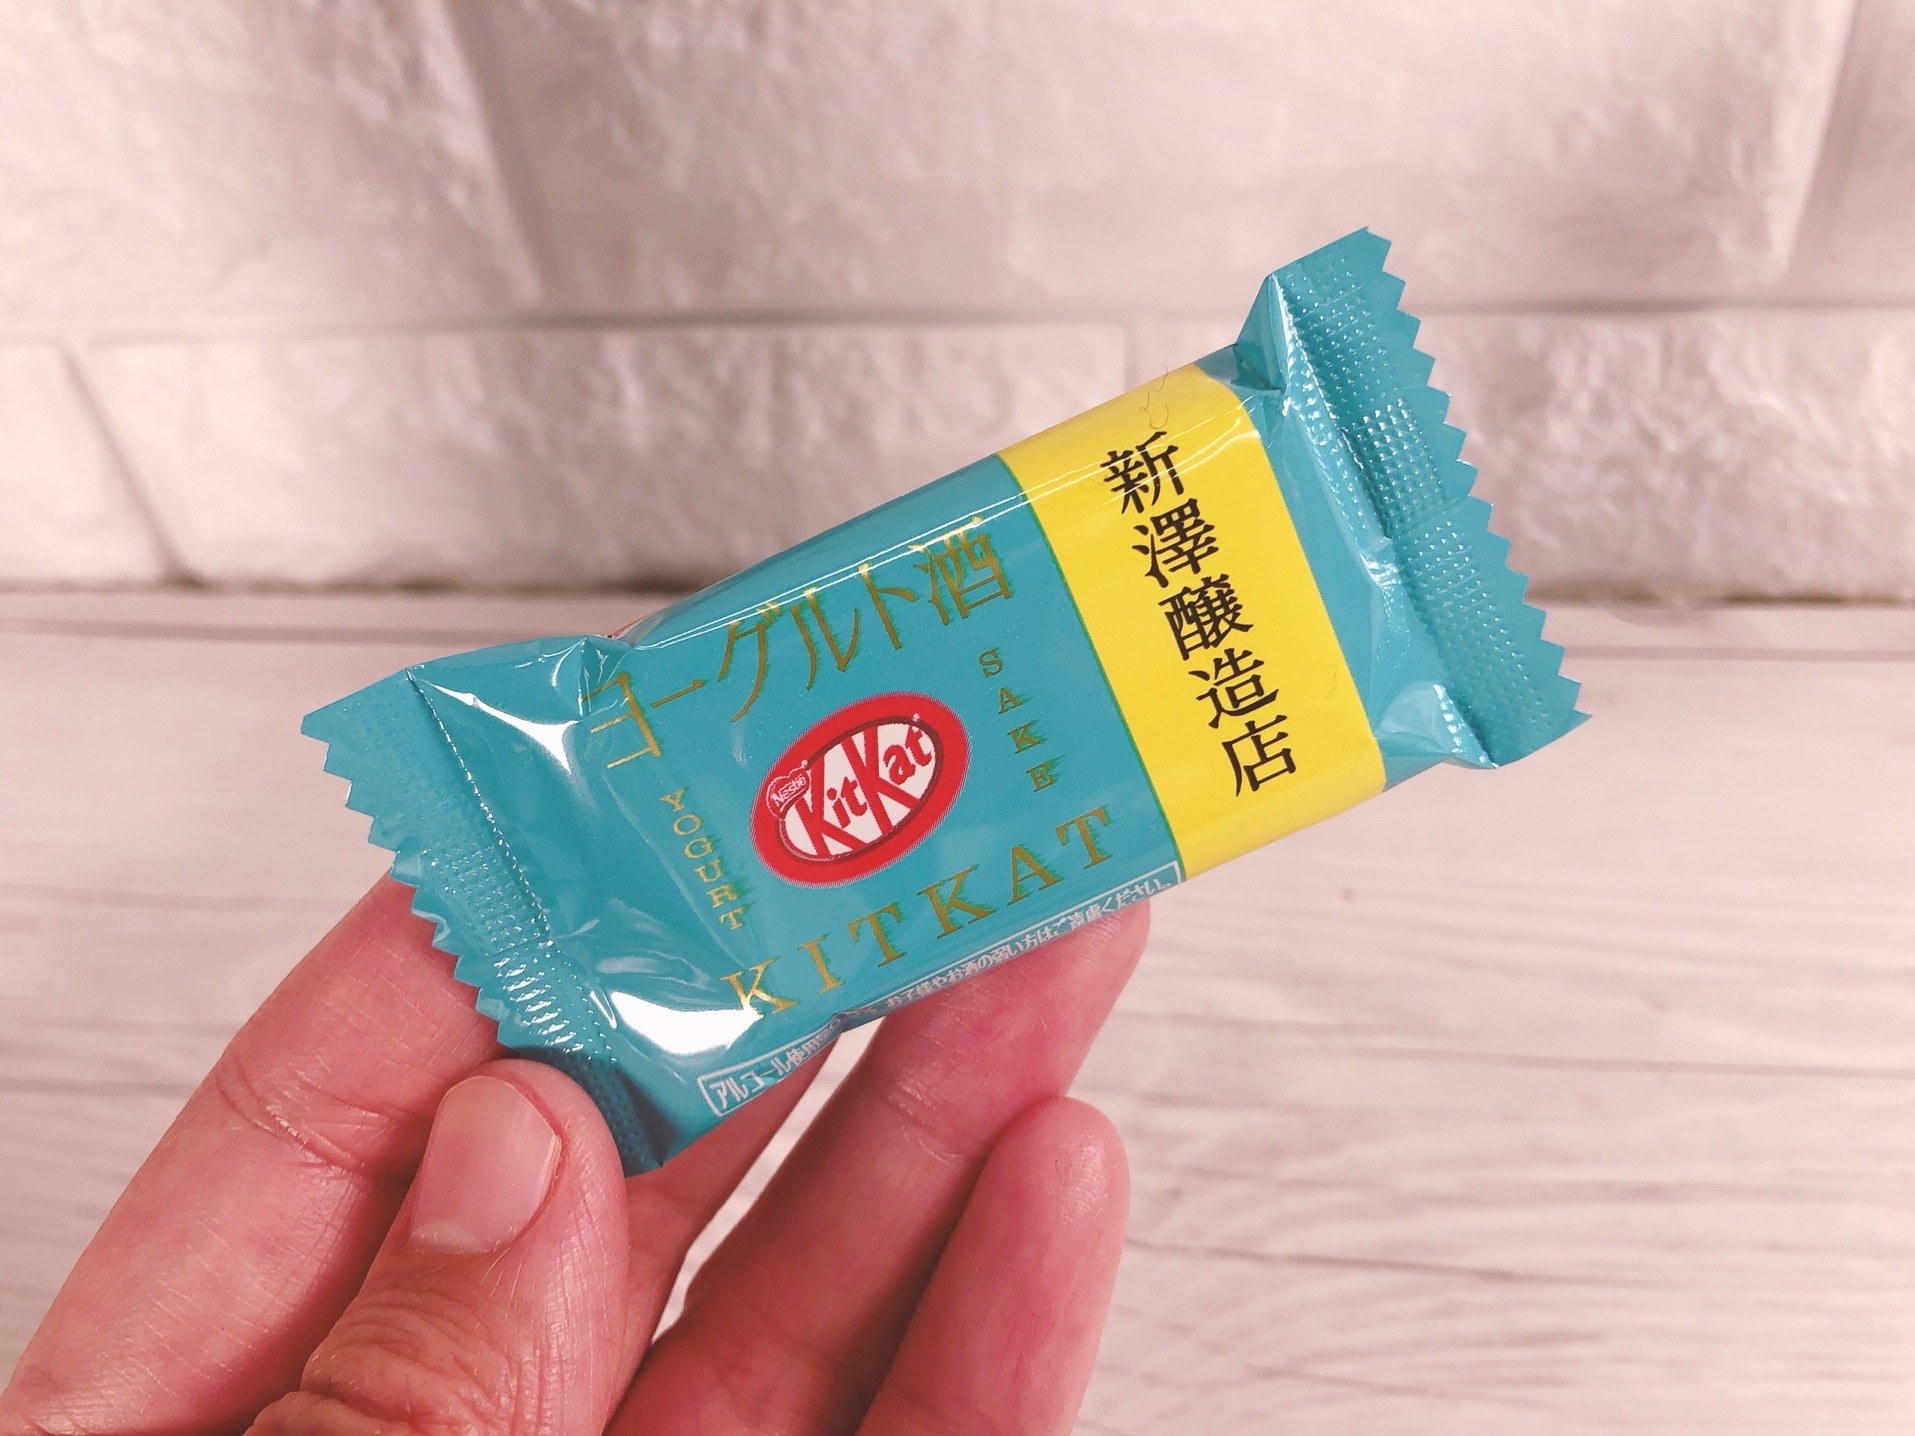 ヨーグルト酒
YOGURT
SAKE
Nestlé
KitKat
KITKAT
新澤醸造店
アルコール使用
お子様やお酒の弱い方はご遠慮ください。